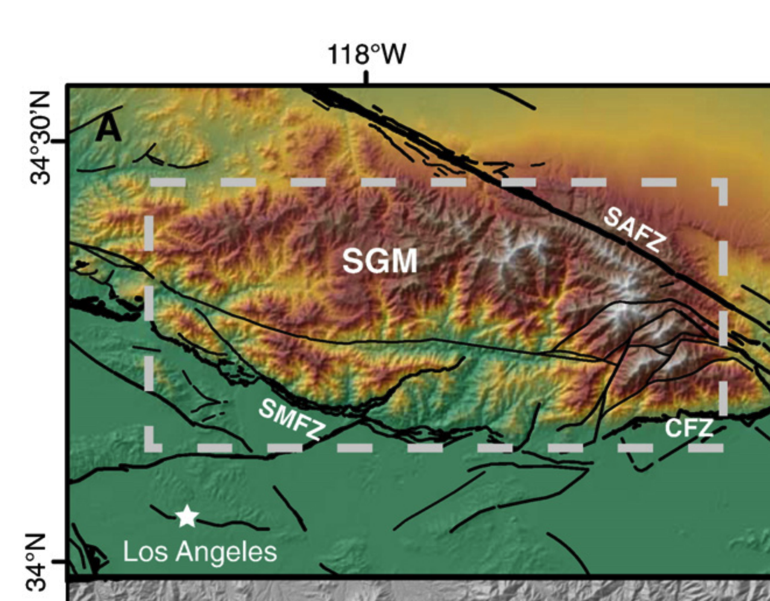 118°W
34°30'N
A
SAFZ
SGM
SMFZ
CFZ
Los Angeles
34°N